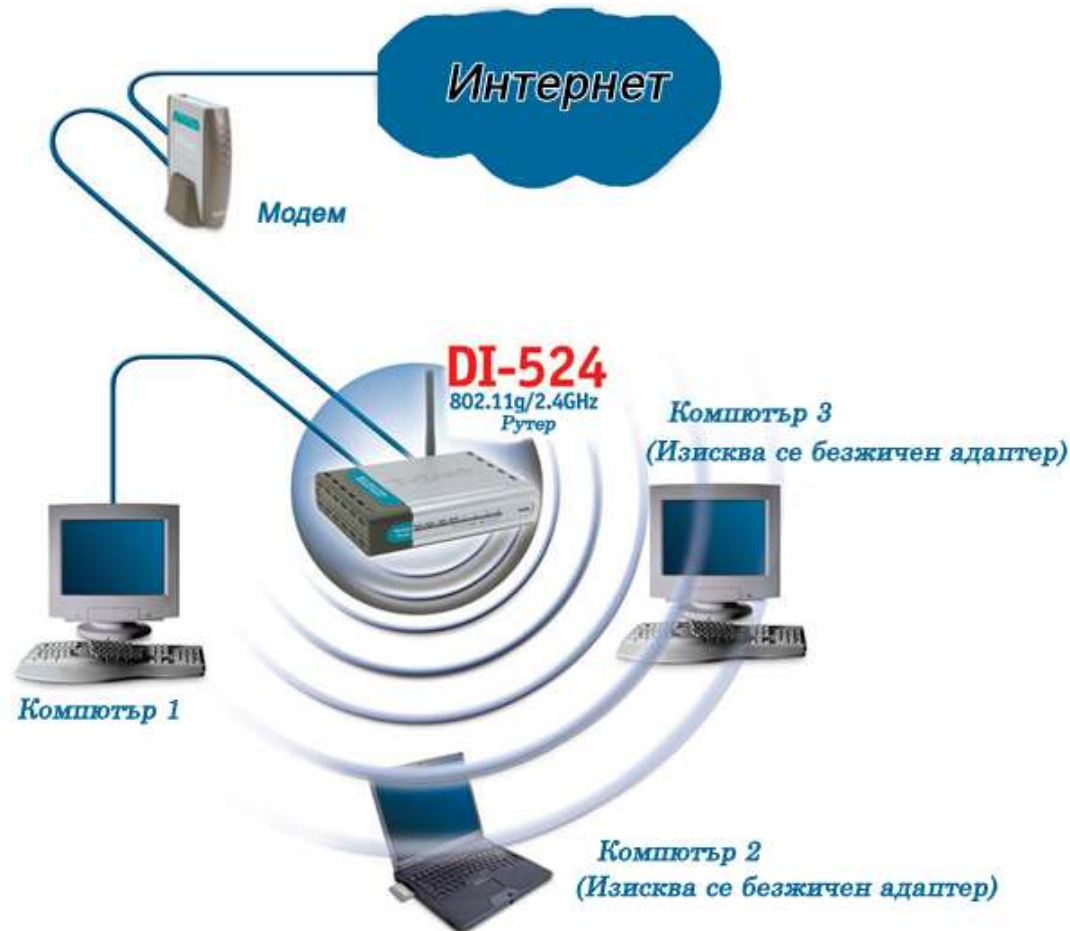 Интернет
Модем
DI-524
802.11g/2.4GHz
Рутер
Компютър 3
(Изисква се безжичен адаптер)
Компютър 1
Компютър 2
(Изисква се безжичен адаптер)